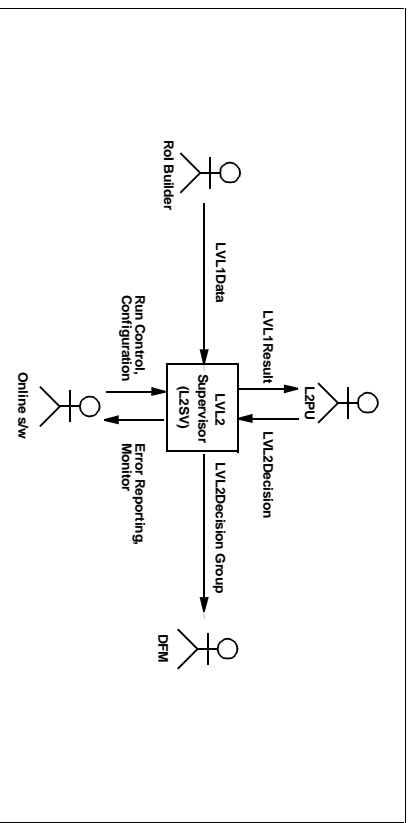 L2PU
LVL1Result
LVL2Decision
LVL1Data
RoI Builder
LVL2
Supervisor
(L2SV)
LVL2Decision Group
DFM
Run Control,
Configuration
Error Reporting,
Monitor
Online s/w